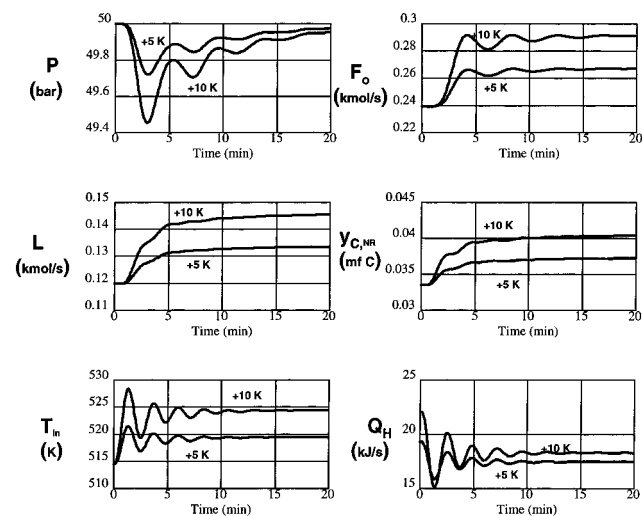 50
49.8
49.6
49.4
P
(bar)
+5 K
+10 K
0 5 10 15 20
Time (min)
0.3
0.28
0.26
0.24
0.22
Fo
(kmol/s)
+10 K
+5 K
0 5 10 15 20
Time (min)
0.15
0.14
0.13
0.12
0.11
L
(kmol/s)
+10 K
+5 K
0 5 10 15 20
Time (min)
0.045
0.04
0.035
0.03
yC,NR
(mf C)
+10 K
+5 K
0 5 10 15 20
Time (min)
530
525
520
515
510
Tin
(K)
+10 K
+5 K
0 5 10 15 20
Time (min)
25
20
15
QH
(kJ/s)
+10 K
+5 K
0 5 10 15 20
Time (min)